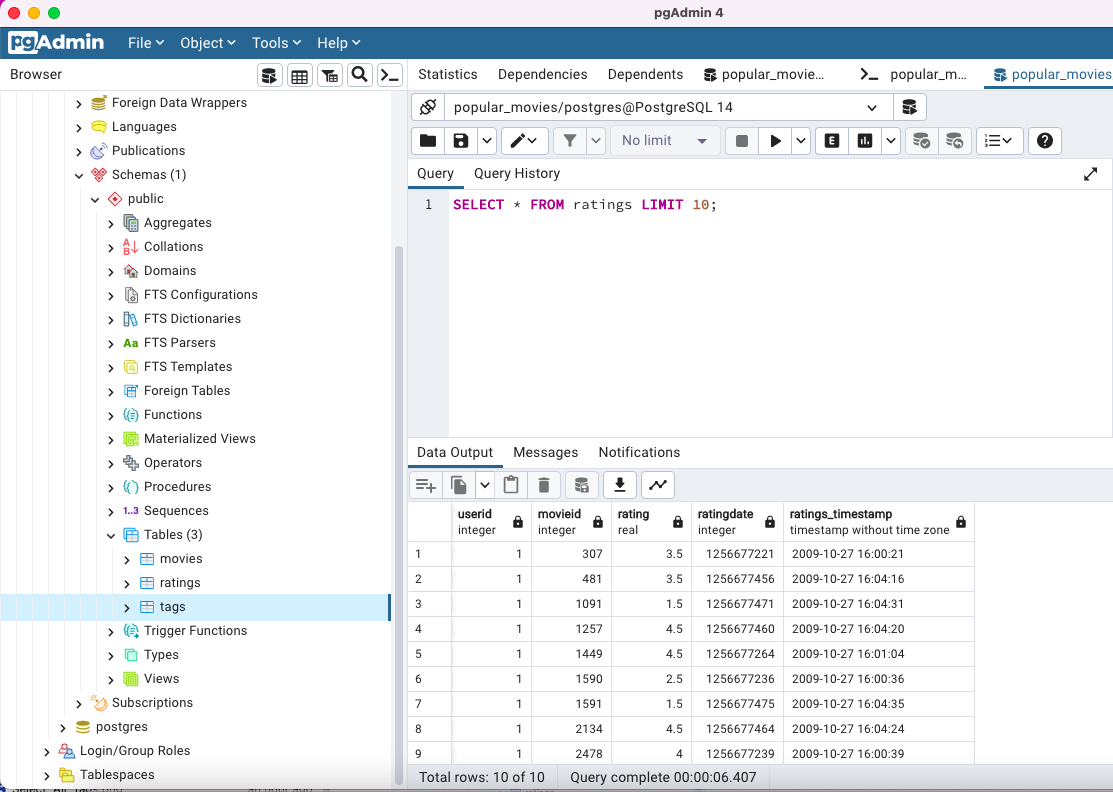 pgAdmin 4
pgAdmin File Object Tools Help
Browser
Statistics Dependencies Dependents popular_movie... popular_m... popular_movies
Foreign Data Wrappers
Languages
Publications
Schemas (1)
public
Aggregates
Collations
Domains
FTS Configurations
FTS Dictionaries
Aa FTS Parsers
FTS Templates
Foreign Tables
Functions
Materialized Views
Operators
Procedures
1..3 Sequences
Tables (3)
movies
ratings
tags
Trigger Functions
Types
Views
Subscriptions
postgres
Login/Group Roles
Tablespaces
popular_movies/postgres@PostgreSQL 14
No limit E
Query Query History
1 SELECT * FROM ratings LIMIT 10;
Data Output Messages Notifications
userid movieid rating ratingdate ratings_timestamp
integer integer real integer timestamp without time zone
1 1 307 3.5 1256677221 2009-10-27 16:00:21
2 1 481 3.5 1256677456 2009-10-27 16:04:16
3 1 1091 1.5 1256677471 2009-10-27 16:04:31
4 1 1257 4.5 1256677460 2009-10-27 16:04:20
5 1 1449 4.5 1256677264 2009-10-27 16:01:04
6 1 1590 2.5 1256677236 2009-10-27 16:00:36
7 1 1591 1.5 1256677475 2009-10-27 16:04:35
8 1 2134 4.5 1256677464 2009-10-27 16:04:24
9 1 2478 4 1256677239 2009-10-27 16:00:39
Total rows: 10 of 10 Query complete 00:00:06.407